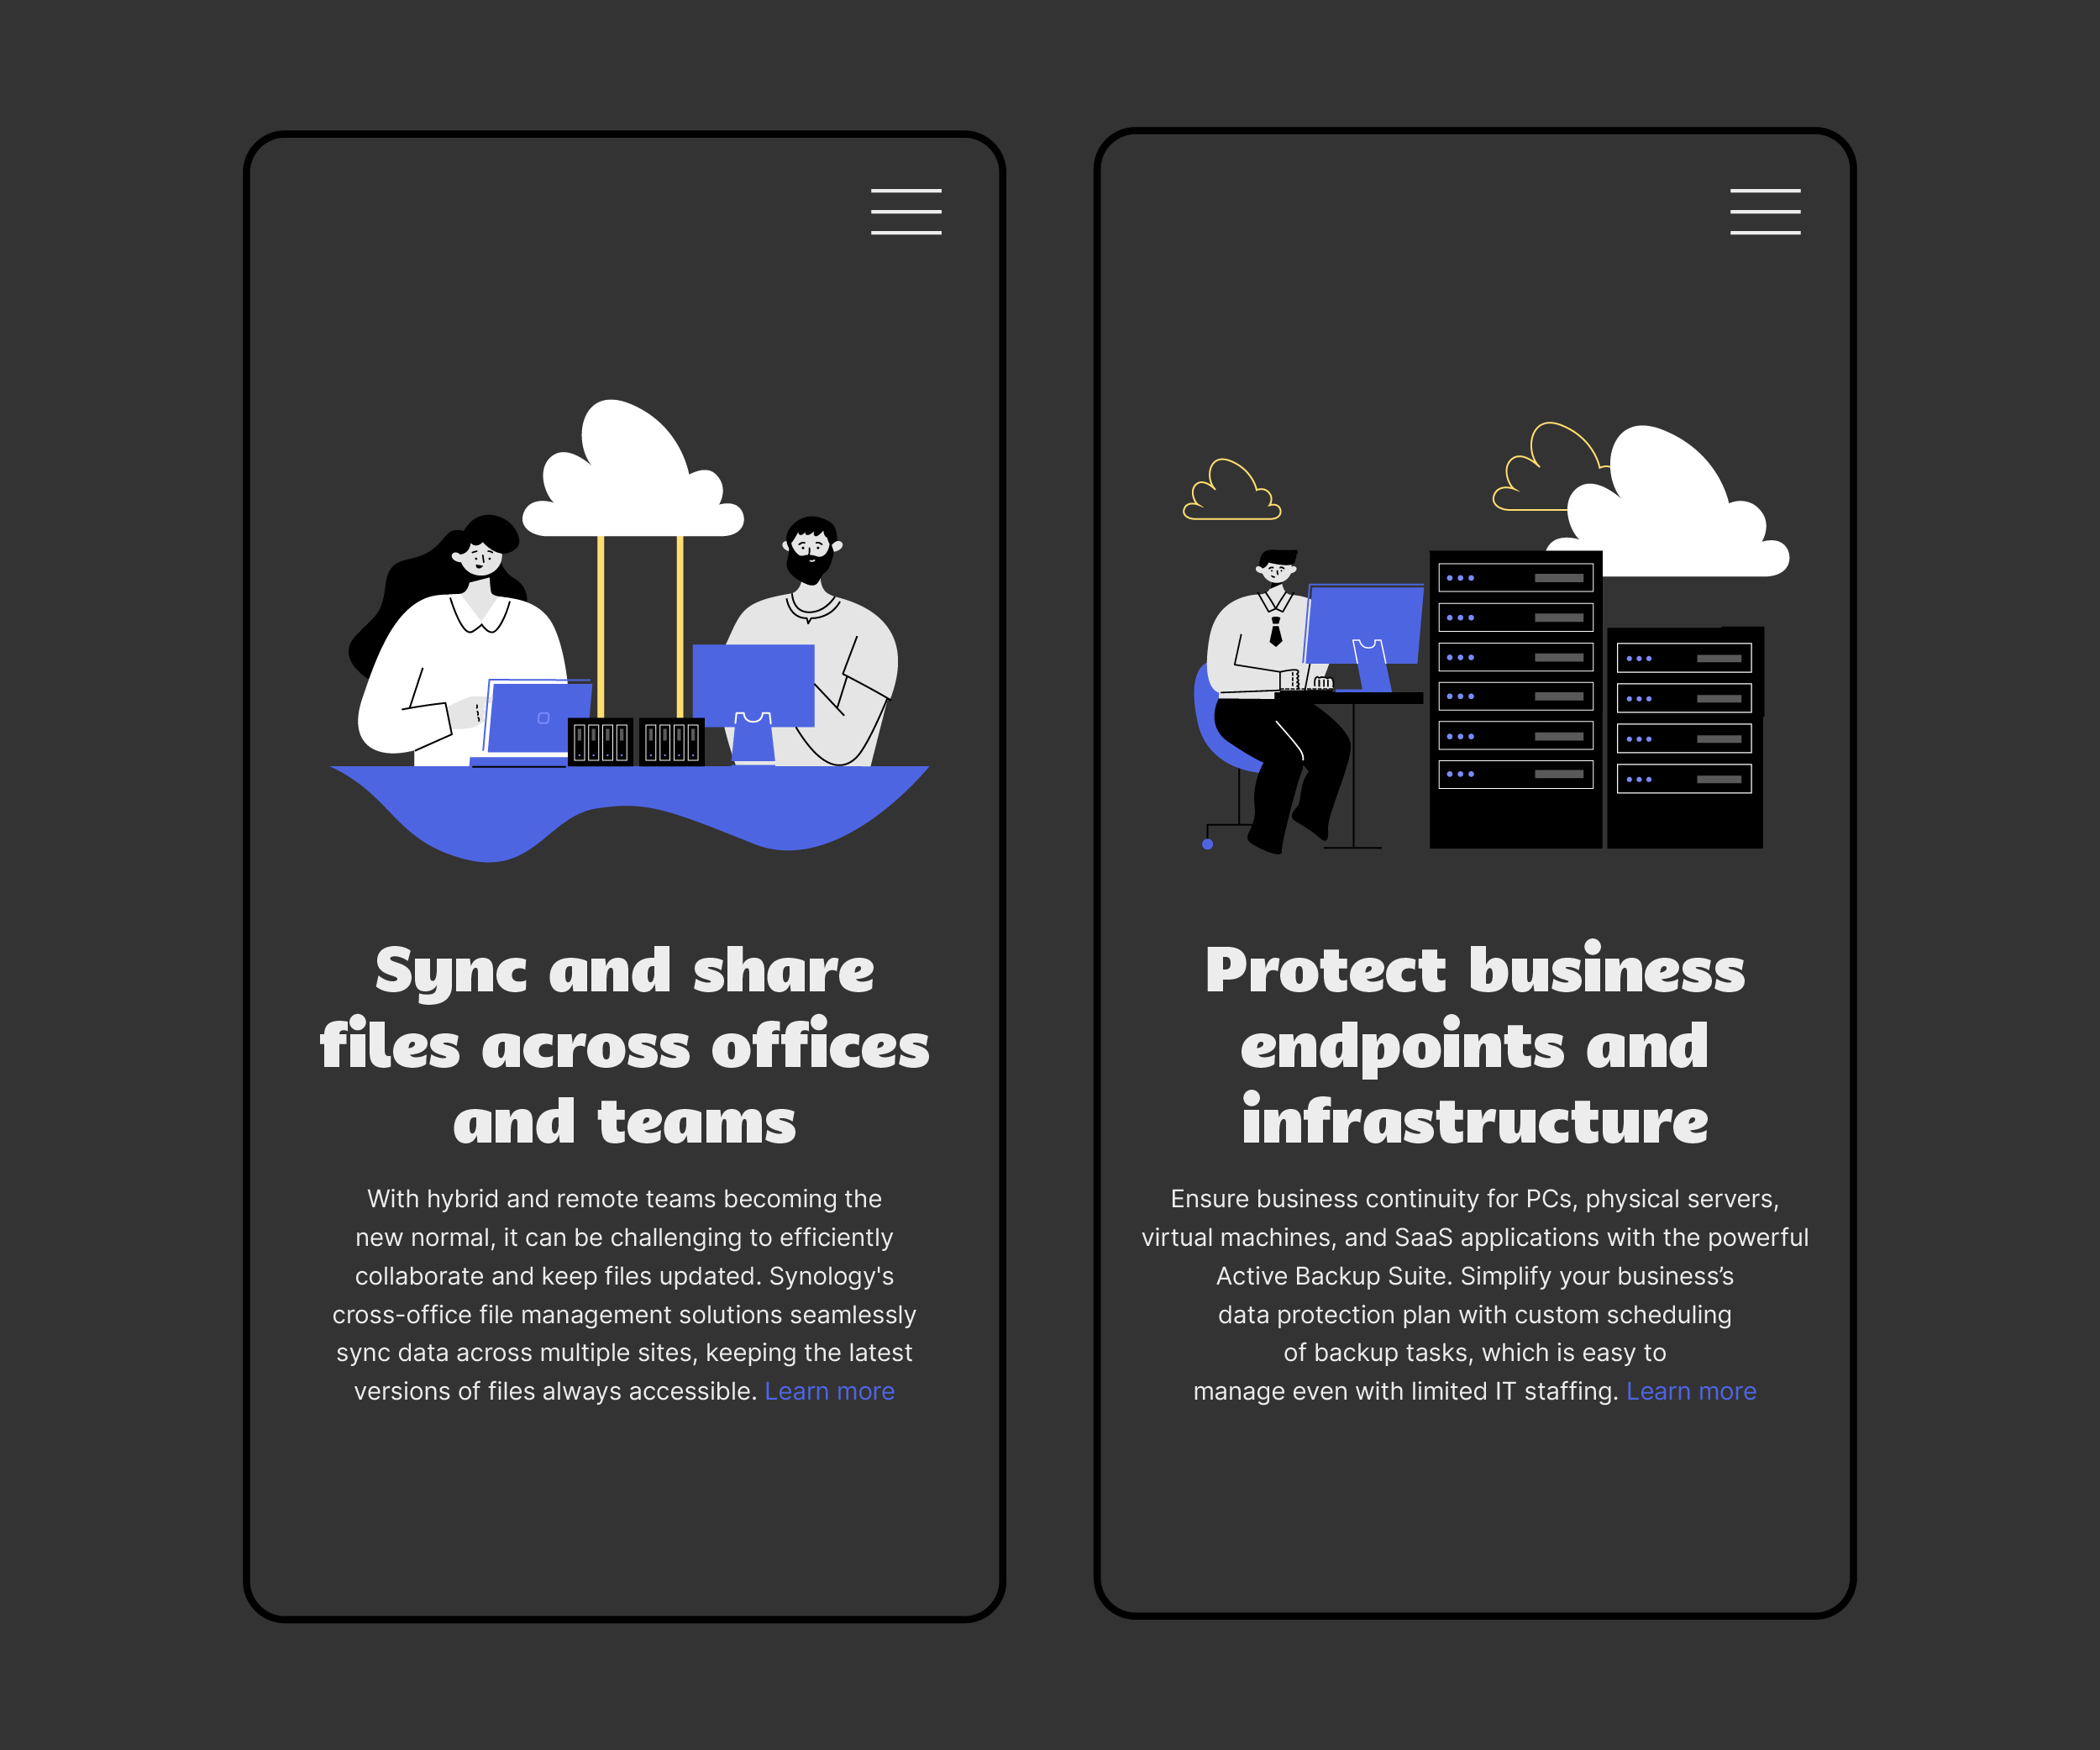 Sync and share
files across offices
and teams
With hybrid and remote teams becoming the
new normal, it can be challenging to efficiently
collaborate and keep files updated. Synology's
cross-office file management solutions seamlessly
sync data across multiple sites, keeping the latest
versions of files always accessible. Learn more
Protect business
endpoints and
infrastructure
Ensure business continuity for PCs, physical servers,
virtual machines, and SaaS applications with the powerful
Active Backup Suite. Simplify your business’s
data protection plan with custom scheduling
of backup tasks, which is easy to
manage even with limited IT staffing. Learn more